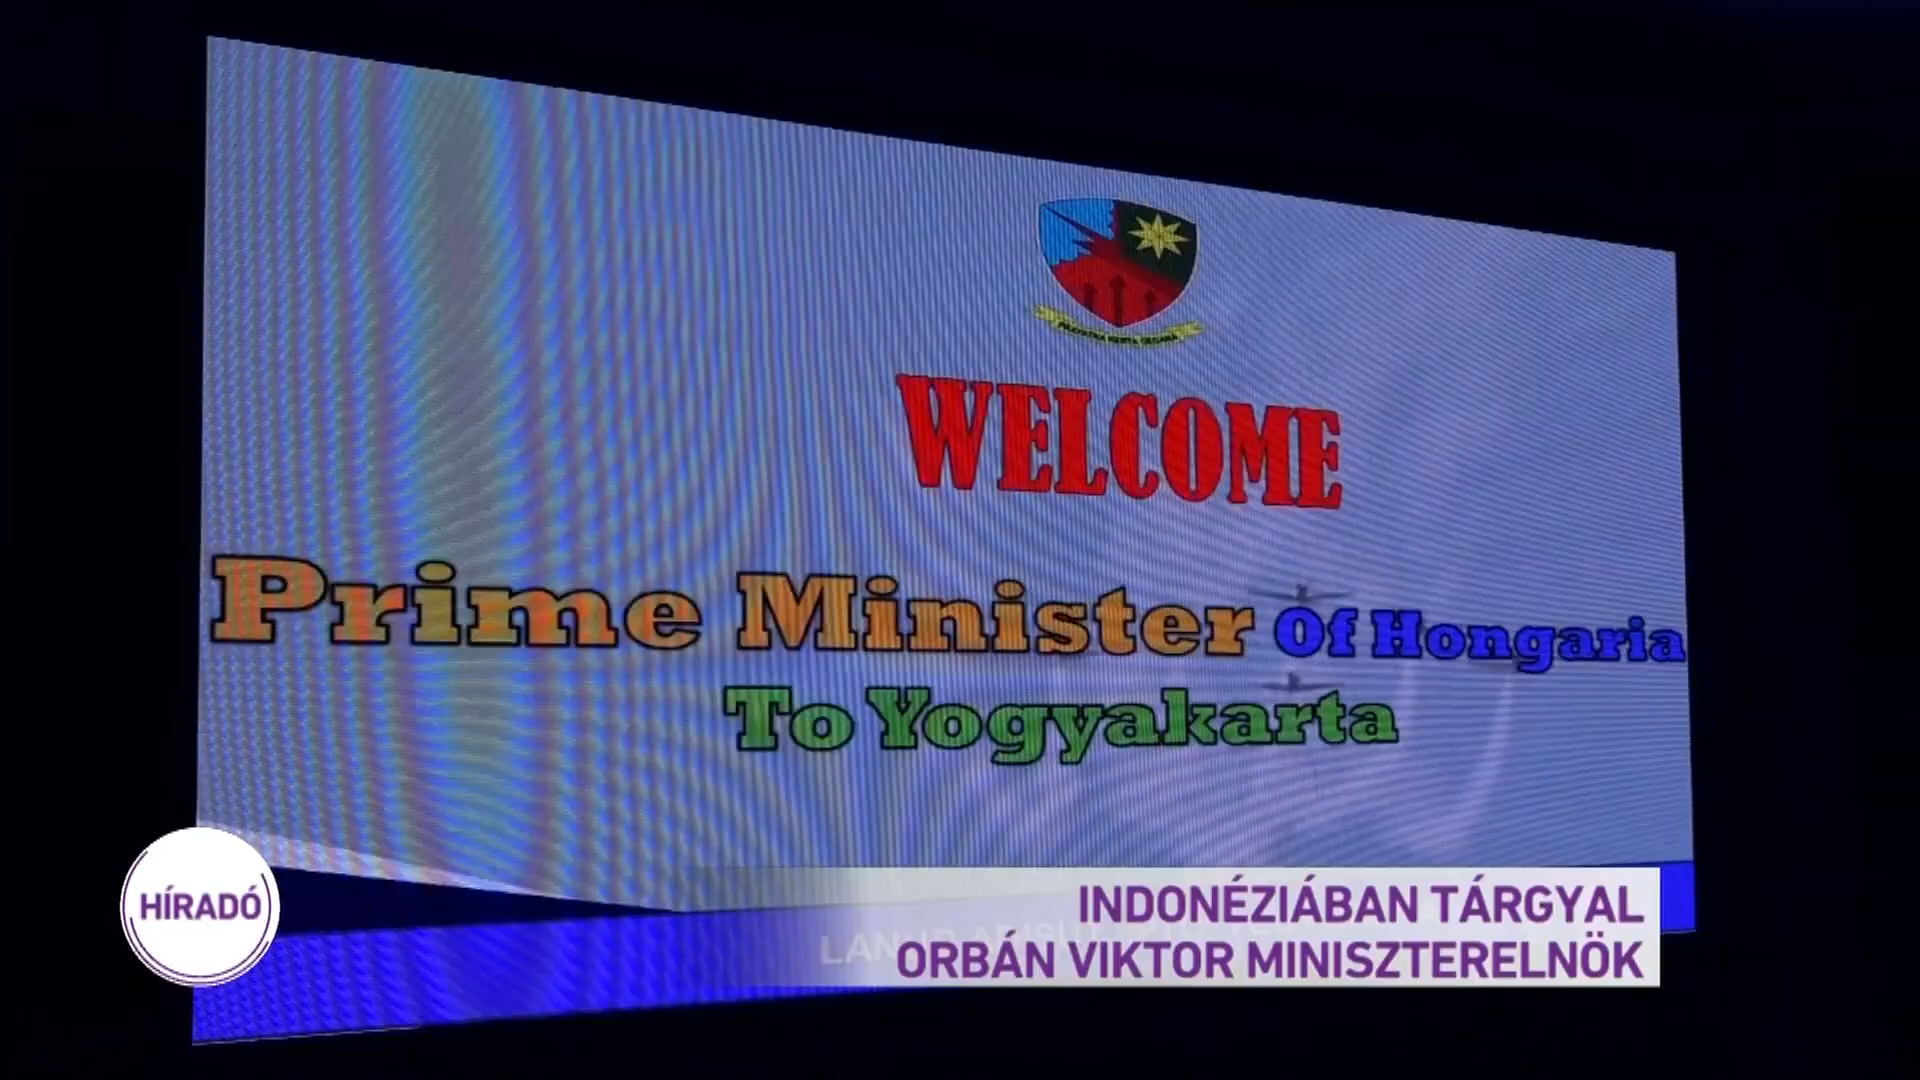 WELCOME
Prime Minister Of Hongaria
To Yogyakarta
HÍRADÓ
INDONÉZIÁBAN TÁRGYAL
ORBÁN VIKTOR MINISZTERELNÖK